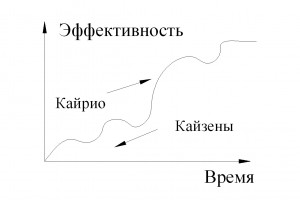 Эффективность
Кайрио
Кайзены
Время